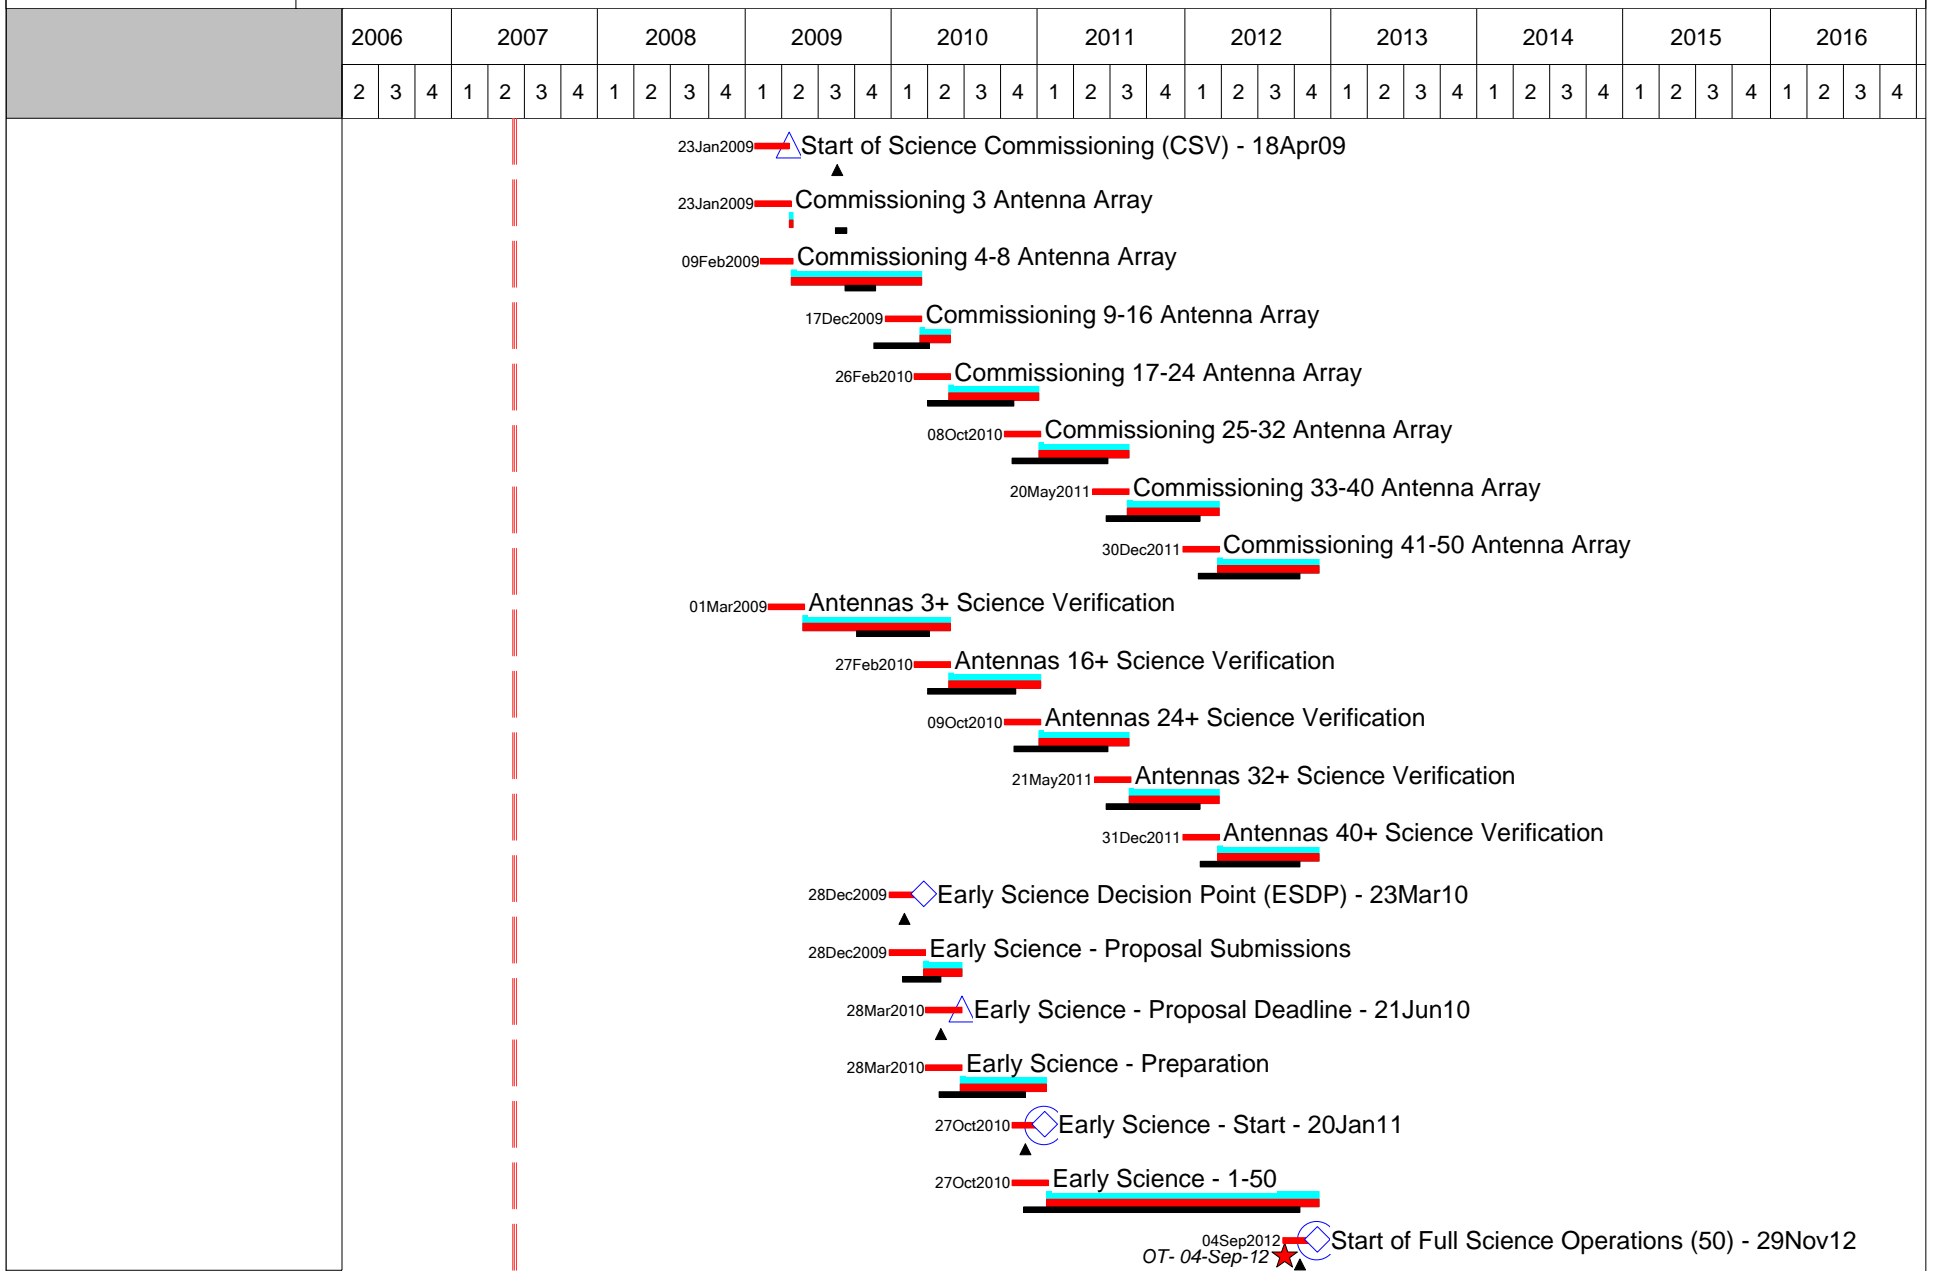 2006 2007 2008 2009 2010 2011 2012 2013 2014 2015 2016
2 3 4 1 2 3 4 1 2 3 4 1 2 3 4 1 2 3 4 1 2 3 4 1 2 3 4 1 2 3 4 1 2 3 4 1 2 3 4 1 2 3 4
23Jan2009 Start of Science Commissioning (CSV) - 18Apr09
23Jan2009 Commissioning 3 Antenna Array
09Feb2009 Commissioning 4-8 Antenna Array
17Dec2009 Commissioning 9-16 Antenna Array
26Feb2010 Commissioning 17-24 Antenna Array
08Oct2010 Commissioning 25-32 Antenna Array
20May2011 Commissioning 33-40 Antenna Array
30Dec2011 Commissioning 41-50 Antenna Array
01Mar2009 Antennas 3+ Science Verification
27Feb2010 Antennas 16+ Science Verification
09Oct2010 Antennas 24+ Science Verification
21May2011 Antennas 32+ Science Verification
31Dec2011 Antennas 40+ Science Verification
28Dec2009 Early Science Decision Point (ESDP) - 23Mar10
28Dec2009 Early Science - Proposal Submissions
28Mar2010 Early Science - Proposal Deadline - 21Jun10
28Mar2010 Early Science - Preparation
27Oct2010 Early Science - Start - 20Jan11
27Oct2010 Early Science - 1-50
04Sep2012 Start of Full Science Operations (50) - 29Nov12
OT- 04-Sep-12